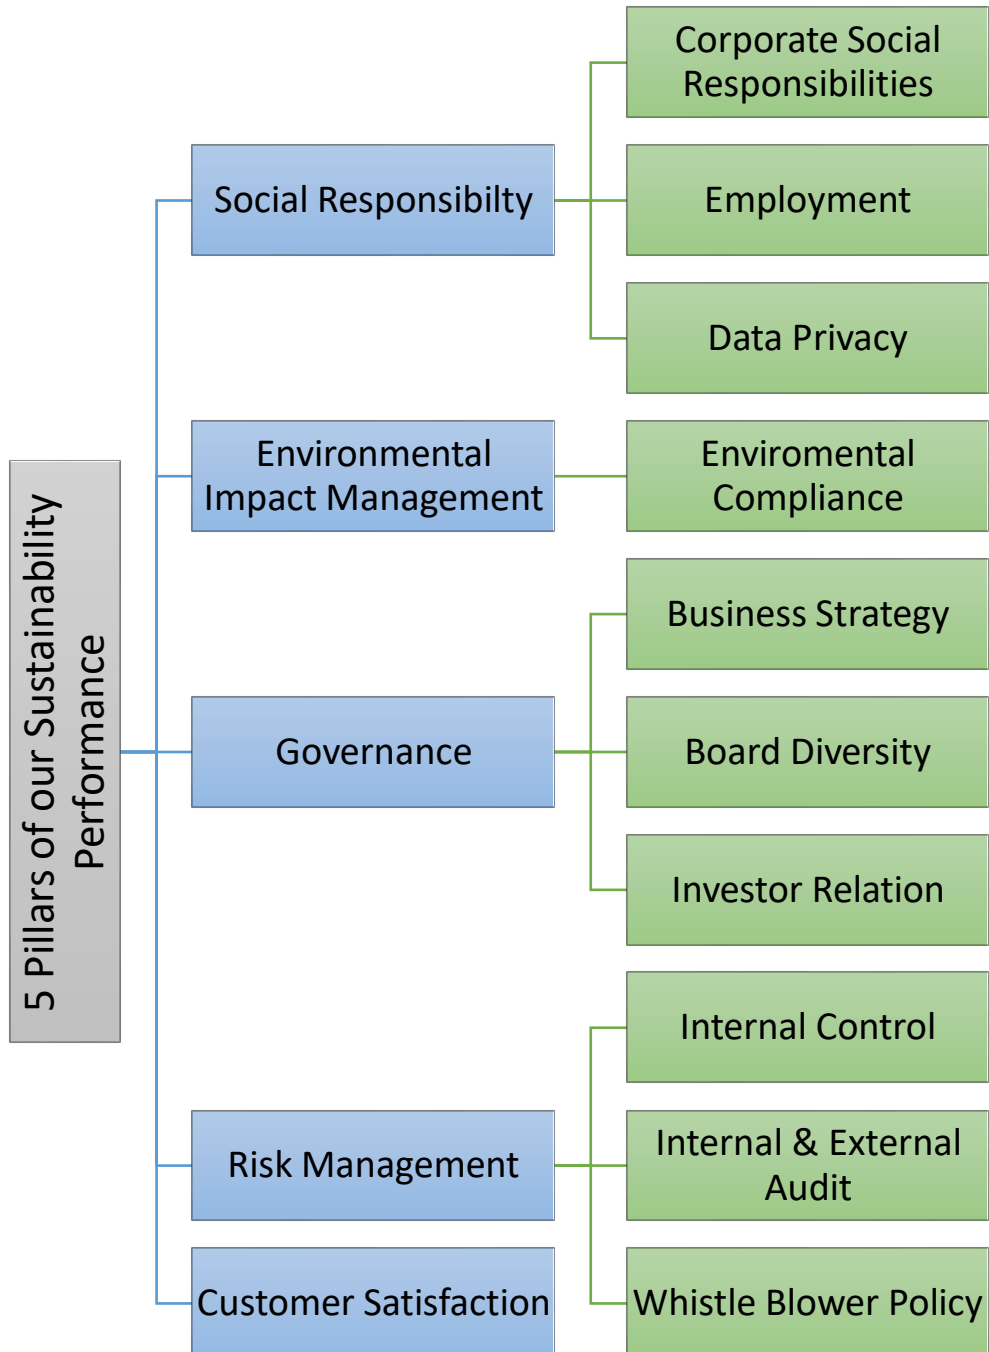 5 Pillars of our Sustainability
Performance
Social Responsibilty
Corporate Social
Responsibilities
Employment
Data Privacy
Environmental
Impact Management
Enviromental
Compliance
Governance
Business Strategy
Board Diversity
Investor Relation
Risk Management
Internal Control
Internal & External
Audit
Whistle Blower Policy
Customer Satisfaction